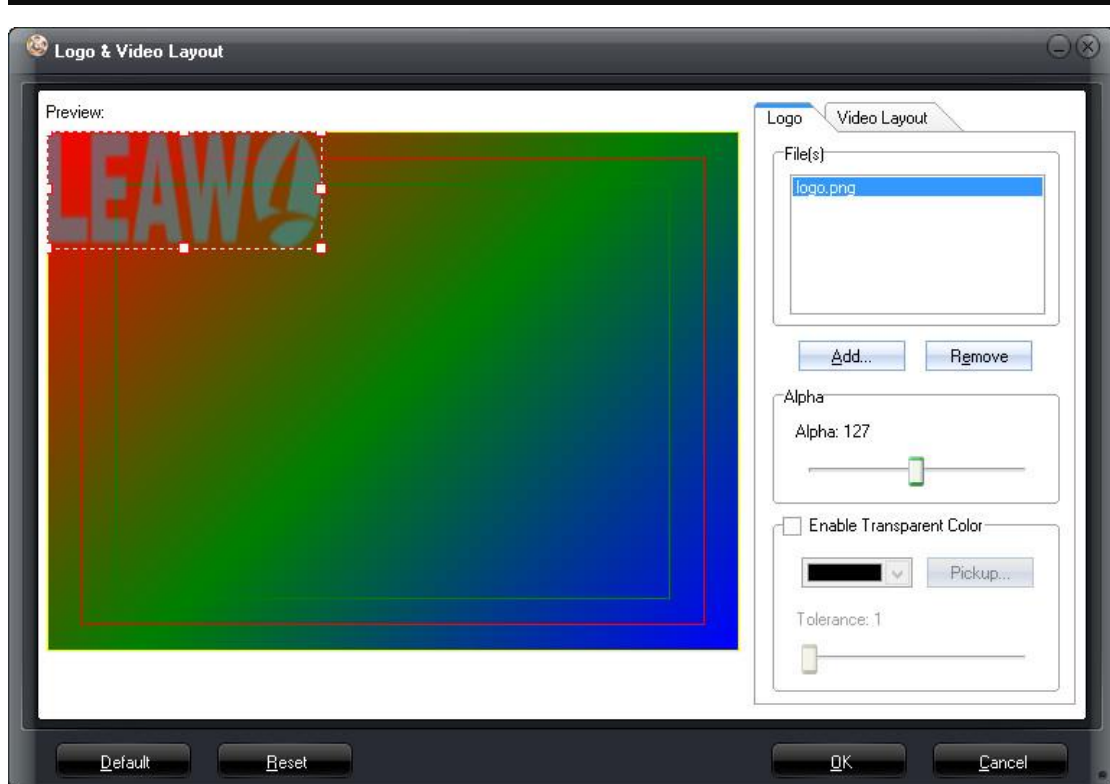 Logo & Video Layout
Preview:
LEAWO
Logo
Video Layout
File(s)
logo.png
Add...
Remove
Alpha
Alpha: 127
Enable Transparent Color
Pickup...
Tolerance: 1
Default
Reset
OK
Cancel